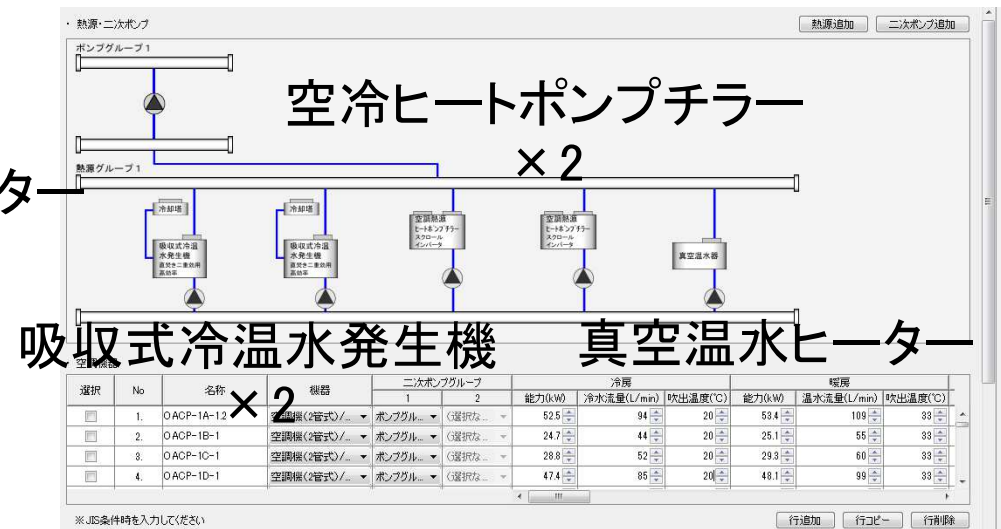 ・ 熱源・二次ポンプ
熱源追加
二次ポンプ追加
ポンプグループ 1
空冷ヒートポンプチラー
×2
熱源グループ 1
ター
冷却塔
吸収式冷温
水発生機
直焚き二重効用
高効率
冷却塔
吸収式冷温
水発生機
直焚き二重効用
高効率
空調熱源
ヒートポンプチラー
スクロール
インバータ
空調熱源
ヒートポンプチラー
スクロール
インバータ
真空温水器
吸収式冷温水発生機
×2
真空温水ヒーター
空調機器
選択 No 名称 機器 二次ポンプグループ 冷房 暖房
1 2 能力(kW) 冷水流量(L/min) 吹出温度(℃) 能力(kW) 温水流量(L/min) 吹出温度(℃)
1. OACP-1A-1.2 空調機(2管式)/... ポンプグル... (選択な... 52.5 94 20 53.4 109 33
2. OACP-1B-1 空調機(2管式)/... ポンプグル... (選択な... 24.7 44 20 25.1 55 33
3. OACP-1C-1 空調機(2管式)/... ポンプグル... (選択な... 28.8 52 20 29.3 60 33
4. OACP-1D-1 空調機(2管式)/... ポンプグル... (選択な... 47.4 85 20 48.1 99 33
※JIS条件時を入力してください
行追加
行コピー
行削除